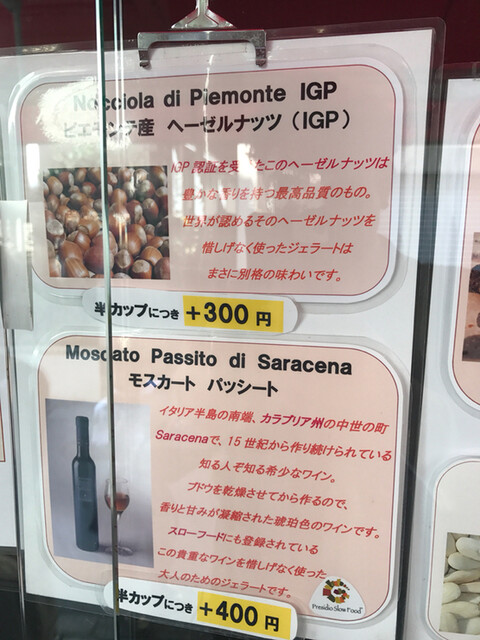 Nocciola di Piemonte IGP
ピエモンテ産 ヘーゼルナッツ（IGP）
IGP認証を受けたこのヘーゼルナッツは
豊かな香りを持つ最高品質のもの。
世界が認めるそのヘーゼルナッツを
惜しげなく使ったジェラートは
まさに別格の味わいです。
半カップにつき +300円
Moscato Passito di Saracena
モスカート パッシート
イタリア半島の南端、カラブリア州の中世の町
Saracenaで、15世紀から作り続けられている
知る人ぞ知る希少なワイン。
ブドウを乾燥させてから作るので、
香りと甘みが凝縮された琥珀色のワインです。
スローフードにも登録されている
この貴重なワインを惜しげなく使った
大人のためのジェラートです。
Presidio Slow Food®
半カップにつき +400円